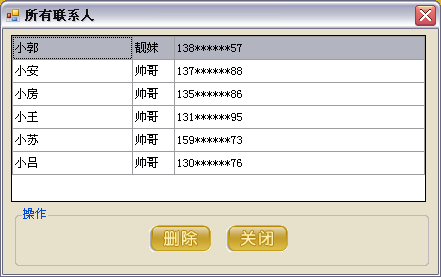 所有联系人
小郭 靓妹 138******57
小安 帅哥 137******88
小房 帅哥 135******86
小王 帅哥 131******95
小苏 帅哥 159******73
小吕 帅哥 130******76
操作
删除 关闭